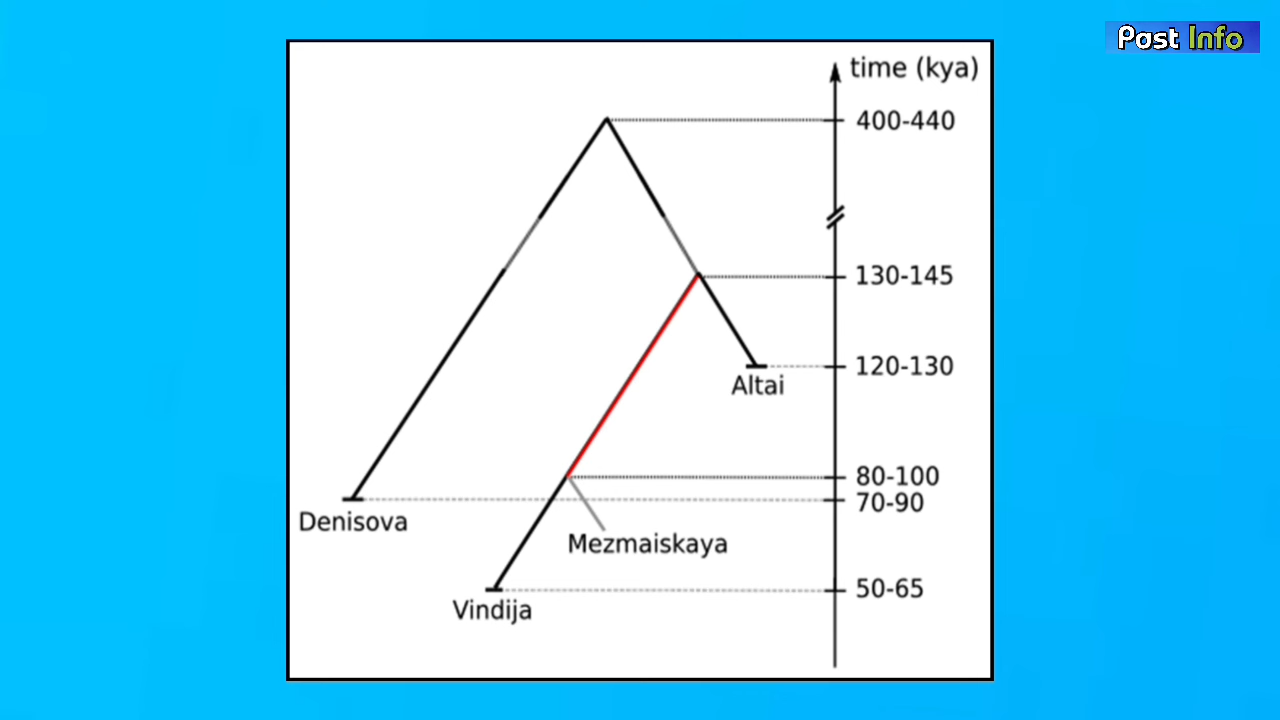 Past Info
time (kya)
400-440
130-145
120-130
Altai
80-100
70-90
Denisova
Mezmaiskaya
50-65
Vindija